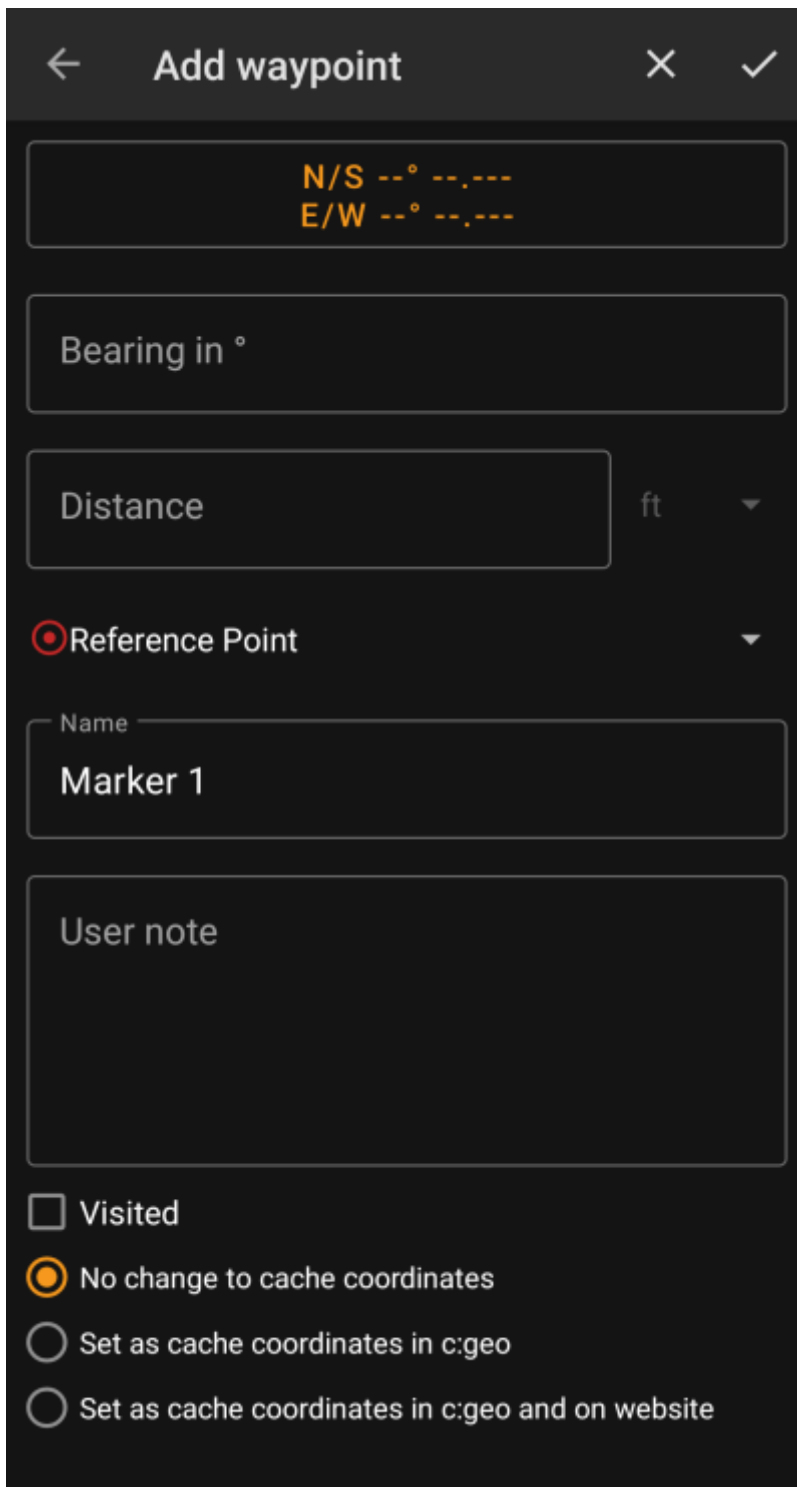 Add waypoint
N/S --° --.---
E/W --° --.---
Bearing in °
Distance
ft
Reference Point
Name
Marker 1
User note
Visited
No change to cache coordinates
Set as cache coordinates in c:geo
Set as cache coordinates in c:geo and on website